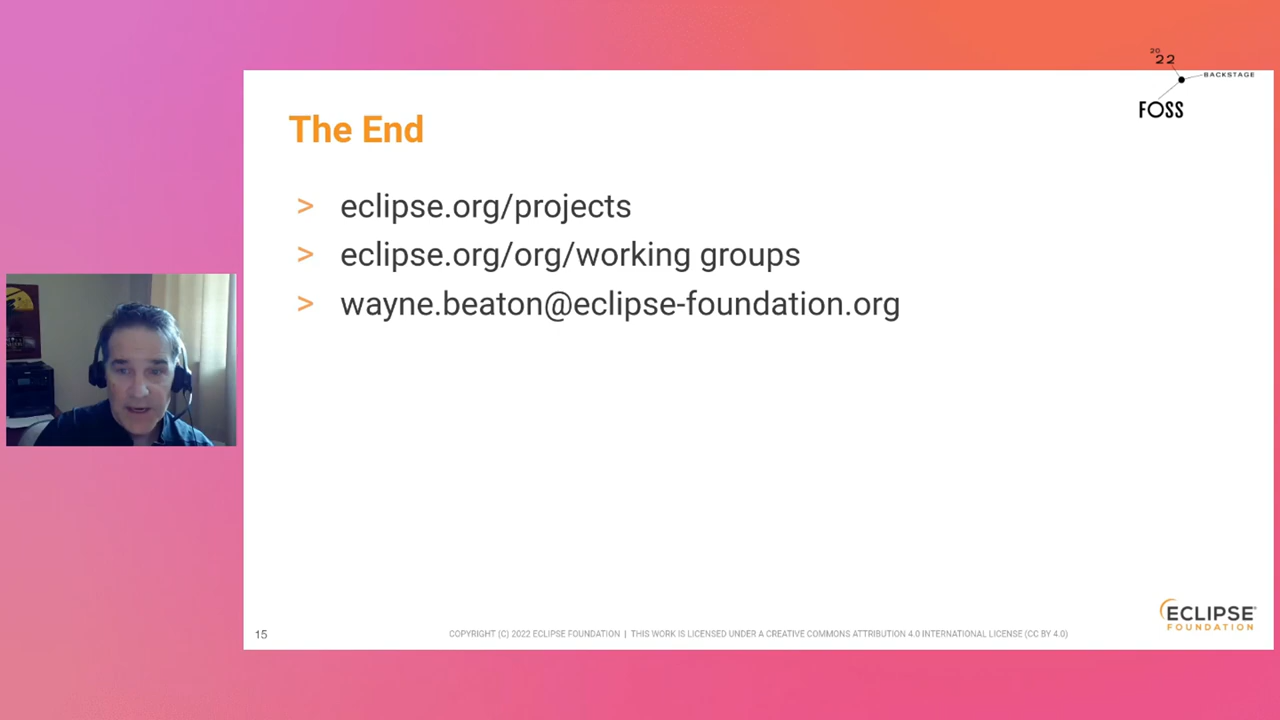 20
22
BACKSTAGE
FOSS
The End
> eclipse.org/projects
> eclipse.org/org/working groups
> wayne.beaton@eclipse-foundation.org
15
COPYRIGHT (C) 2022 ECLIPSE FOUNDATION | THIS WORK IS LICENSED UNDER A CREATIVE COMMONS ATTRIBUTION 4.0 INTERNATIONAL LICENSE (CC BY 4.0)
ECLIPSE
FOUNDATION